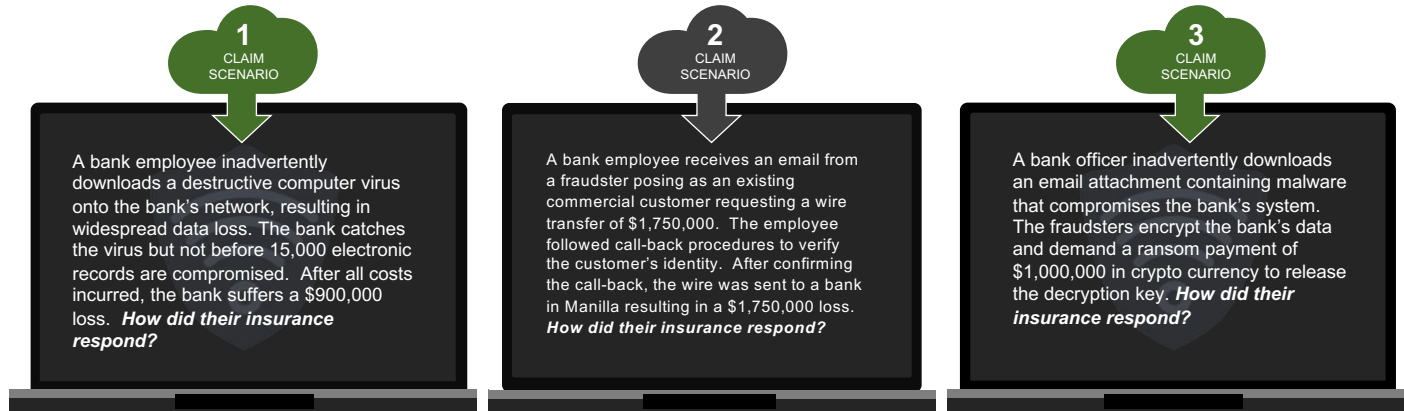 1
CLAIM
SCENARIO
A bank employee inadvertently
downloads a destructive computer virus
onto the bank's network, resulting in
widespread data loss. The bank catches
the virus but not before 15,000 electronic
records are compromised. After all costs
incurred, the bank suffers a $900,000
loss. How did their insurance
respond?
2
CLAIM
SCENARIO
A bank employee receives an email from
a fraudster posing as an existing
commercial customer requesting a wire
transfer of $1,750,000. The employee
followed call-back procedures to verify
the customer's identity. After confirming
the call-back, the wire was sent to a bank
in Manilla resulting in a $1,750,000 loss.
How did their insurance respond?
3
CLAIM
SCENARIO
A bank officer inadvertently downloads
an email attachment containing malware
that compromises the bank's system.
The fraudsters encrypt the bank's data
and demand a ransom payment of
$1,000,000 in crypto currency to release
the decryption key. How did their
insurance respond?